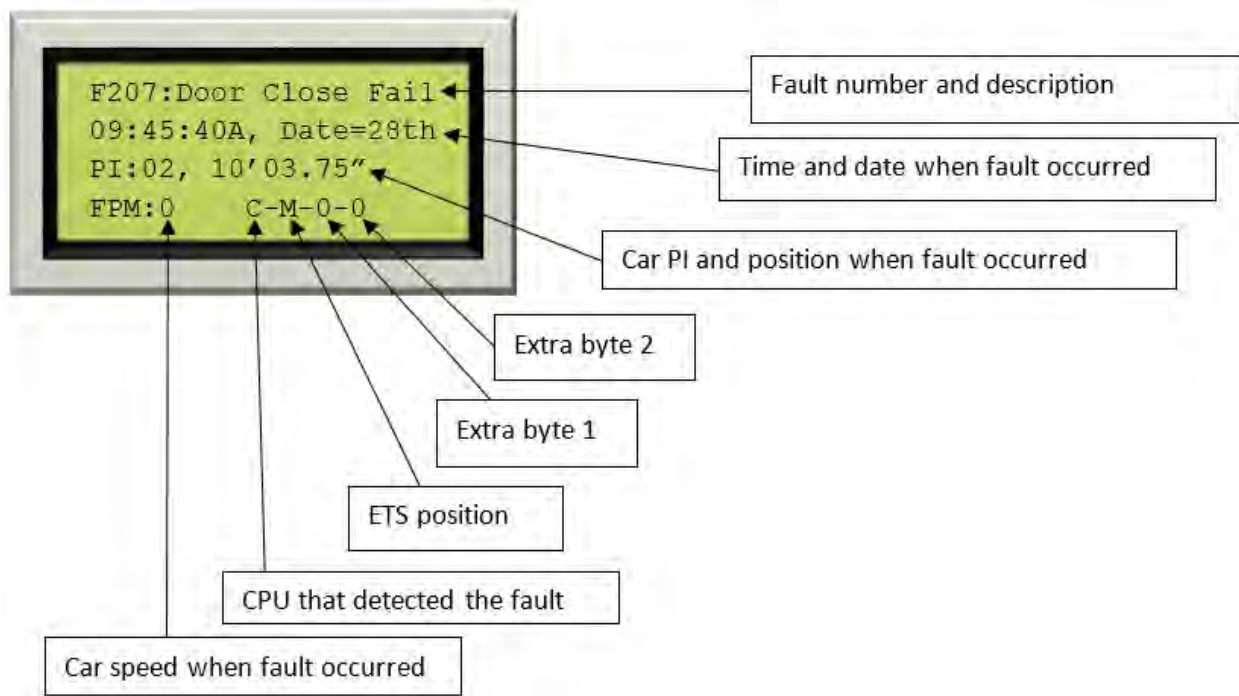 F207:Door Close Fail
09:45:40A, Date=28th
PI:02, 10’03.75”
FPM:0 C-M-0-0
Fault number and description
Time and date when fault occurred
Car PI and position when fault occurred
Extra byte 2
Extra byte 1
ETS position
CPU that detected the fault
Car speed when fault occurred